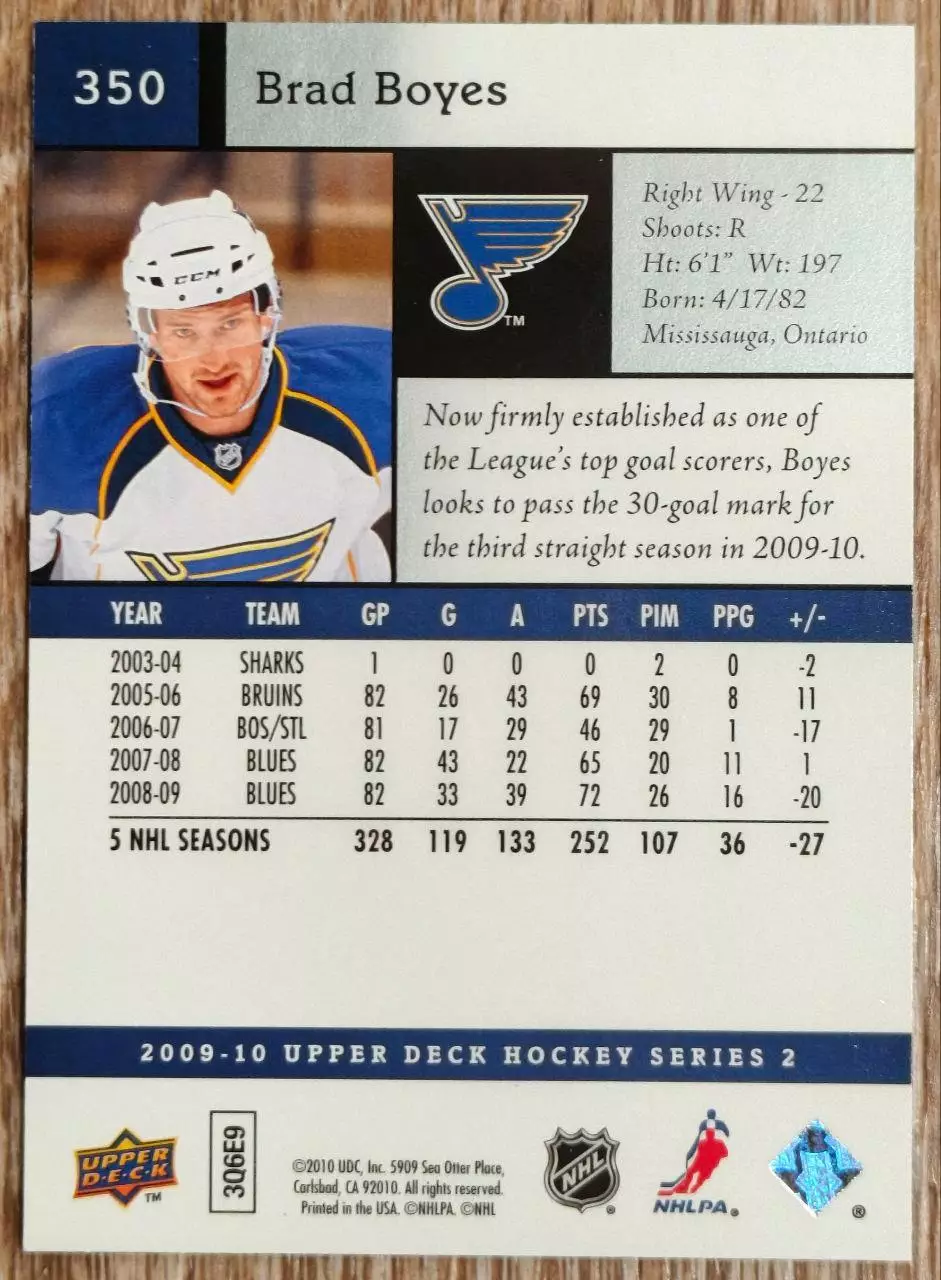 350
Brad Boyes
CCM
TM
Right Wing - 22
Shoots: R
Ht: 6'1" Wt: 197
Born: 4/17/82
Mississauga, Ontario
Now firmly established as one of
the League's top goal scorers, Boyes
looks to pass the 30-goal mark for
the third straight season in 2009-10.
YEAR TEAM GP G A PTS PIM PPG +/-
2003-04 SHARKS 1 0 0 0 2 0 -2
2005-06 BRUINS 82 26 43 69 30 8 11
2006-07 BOS/STL 81 17 29 46 29 1 -17
2007-08 BLUES 82 43 22 65 20 11 1
2008-09 BLUES 82 33 39 72 26 16 -20
5 NHL SEASONS 328 119 133 252 107 36 -27
2009-10 UPPER DECK HOCKEY SERIES 2
UPPER
D·E·C·K
TM
3Q6E9
©2010 UDC, Inc. 5909 Sea Otter Place,
Carlsbad, CA 92010. All rights reserved.
Printed in the USA. ©NHLPA. ©NHL
NHL
®
NHLPA®
®